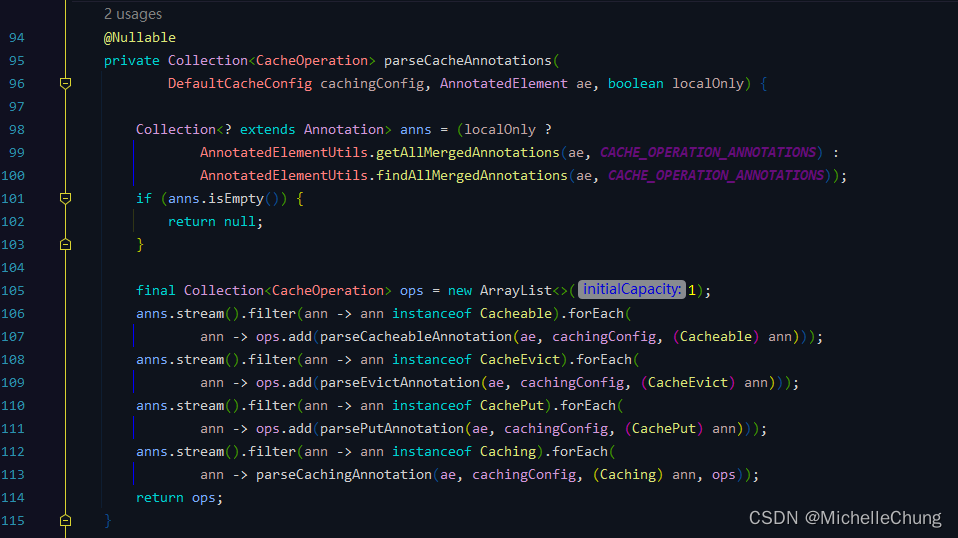 2 usages
94 @Nullable
95 private Collection<CacheOperation> parseCacheAnnotations(
96 DefaultCacheConfig cachingConfig, AnnotatedElement ae, boolean localOnly) {
97
98 Collection<? extends Annotation> anns = (localOnly ?
99 AnnotatedElementUtils.getAllMergedAnnotations(ae, CACHE_OPERATION_ANNOTATIONS) :
100 AnnotatedElementUtils.findAllMergedAnnotations(ae, CACHE_OPERATION_ANNOTATIONS));
101 if (anns.isEmpty()) {
102 return null;
103 }
104
105 final Collection<CacheOperation> ops = new ArrayList<>( initialCapacity: 1);
106 anns.stream().filter(ann -> ann instanceof Cacheable).forEach(
107 ann -> ops.add(parseCacheableAnnotation(ae, cachingConfig, (Cacheable) ann)));
108 anns.stream().filter(ann -> ann instanceof CacheEvict).forEach(
109 ann -> ops.add(parseEvictAnnotation(ae, cachingConfig, (CacheEvict) ann)));
110 anns.stream().filter(ann -> ann instanceof CachePut).forEach(
111 ann -> ops.add(parsePutAnnotation(ae, cachingConfig, (CachePut) ann)));
112 anns.stream().filter(ann -> ann instanceof Caching).forEach(
113 ann -> parseCachingAnnotation(ae, cachingConfig, (Caching) ann, ops));
114 return ops;
115 }
CSDN @MichelleChung